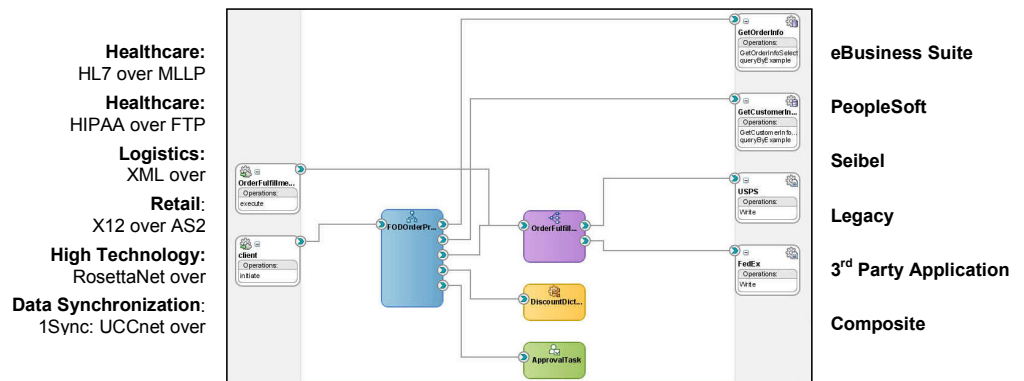 Healthcare:
HL7 over MLLP
Healthcare:
HIPAA over FTP
Logistics:
XML over
Retail:
X12 over AS2
High Technology:
RosettaNet over
Data Synchronization:
1Sync: UCCnet over
OrderFulfillme...
Operations:
execute
client
Operations:
initiate
FODOrderPr...
OrderFulfill...
DiscountDict...
ApprovalTask
GetOrderInfo
Operations:
GetOrderInfoSelect
queryByExample
GetCustomerIn...
Operations:
GetCustomerInfo...
queryByExample
USPS
Operations:
Write
FedEx
Operations:
Write
eBusiness Suite
PeopleSoft
Seibel
Legacy
3rd Party Application
Composite